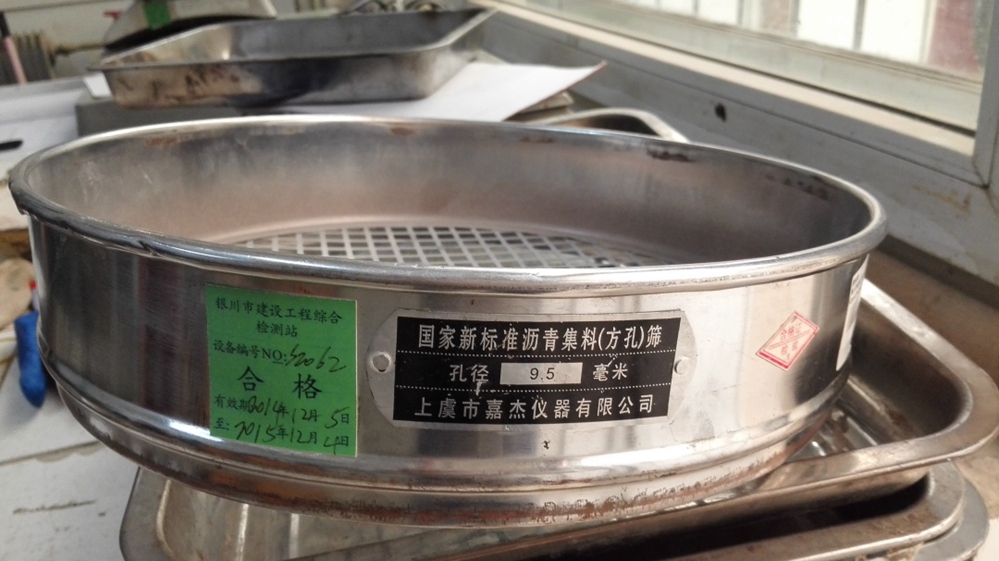 银川市建设工程综合
检测站
设备编号NO:
合格
有效期2014年12月5日
至:2015年12月4日
国家新标准沥青集料(方孔)筛
孔径 9.5 毫米
上虞市嘉杰仪器有限公司